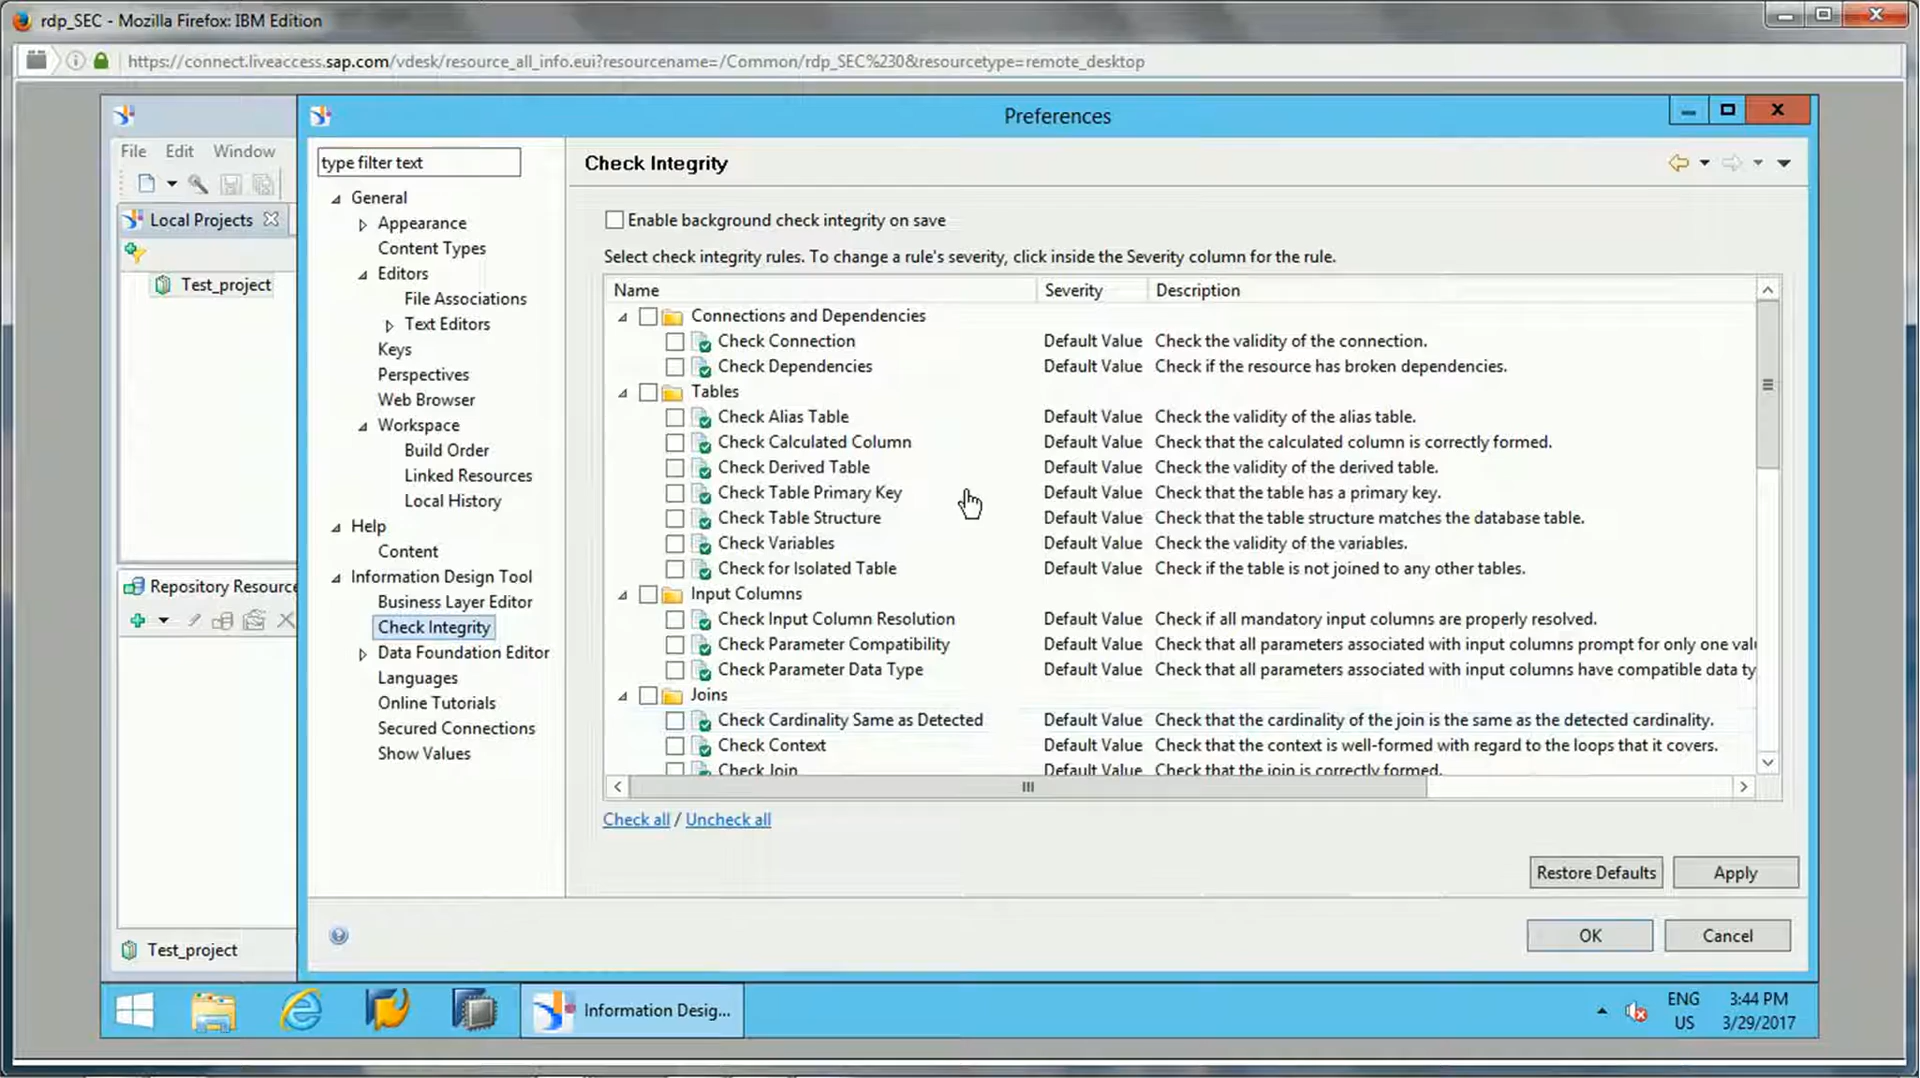 rdp_SEC - Mozilla Firefox: IBM Edition
https://connect.liveaccess.sap.com/vdesk/resource_all_info.eui?resourcename=/Common/rdp_SEC%230&resourcetype=remote_desktop
Preferences
File Edit Window
Local Projects
Test_project
Repository Resource
Test_project
type filter text
General
Appearance
Content Types
Editors
File Associations
Text Editors
Keys
Perspectives
Web Browser
Workspace
Build Order
Linked Resources
Local History
Help
Content
Information Design Tool
Business Layer Editor
Check Integrity
Data Foundation Editor
Languages
Online Tutorials
Secured Connections
Show Values
Check Integrity
Enable background check integrity on save
Select check integrity rules. To change a rule's severity, click inside the Severity column for the rule.
Name Severity Description
Connections and Dependencies
Check Connection Default Value Check the validity of the connection.
Check Dependencies Default Value Check if the resource has broken dependencies.
Tables
Check Alias Table Default Value Check the validity of the alias table.
Check Calculated Column Default Value Check that the calculated column is correctly formed.
Check Derived Table Default Value Check the validity of the derived table.
Check Table Primary Key Default Value Check that the table has a primary key.
Check Table Structure Default Value Check that the table structure matches the database table.
Check Variables Default Value Check the validity of the variables.
Check for Isolated Table Default Value Check if the table is not joined to any other tables.
Input Columns
Check Input Column Resolution Default Value Check if all mandatory input columns are properly resolved.
Check Parameter Compatibility Default Value Check that all parameters associated with input columns prompt for only one valu
Check Parameter Data Type Default Value Check that all parameters associated with input columns have compatible data ty
Joins
Check Cardinality Same as Detected Default Value Check that the cardinality of the join is the same as the detected cardinality.
Check Context Default Value Check that the context is well-formed with regard to the loops that it covers.
Check Join Default Value Check that the join is correctly formed.
Check all / Uncheck all
Restore Defaults Apply
OK Cancel
Information Desig...
ENG
US
3:44 PM
3/29/2017